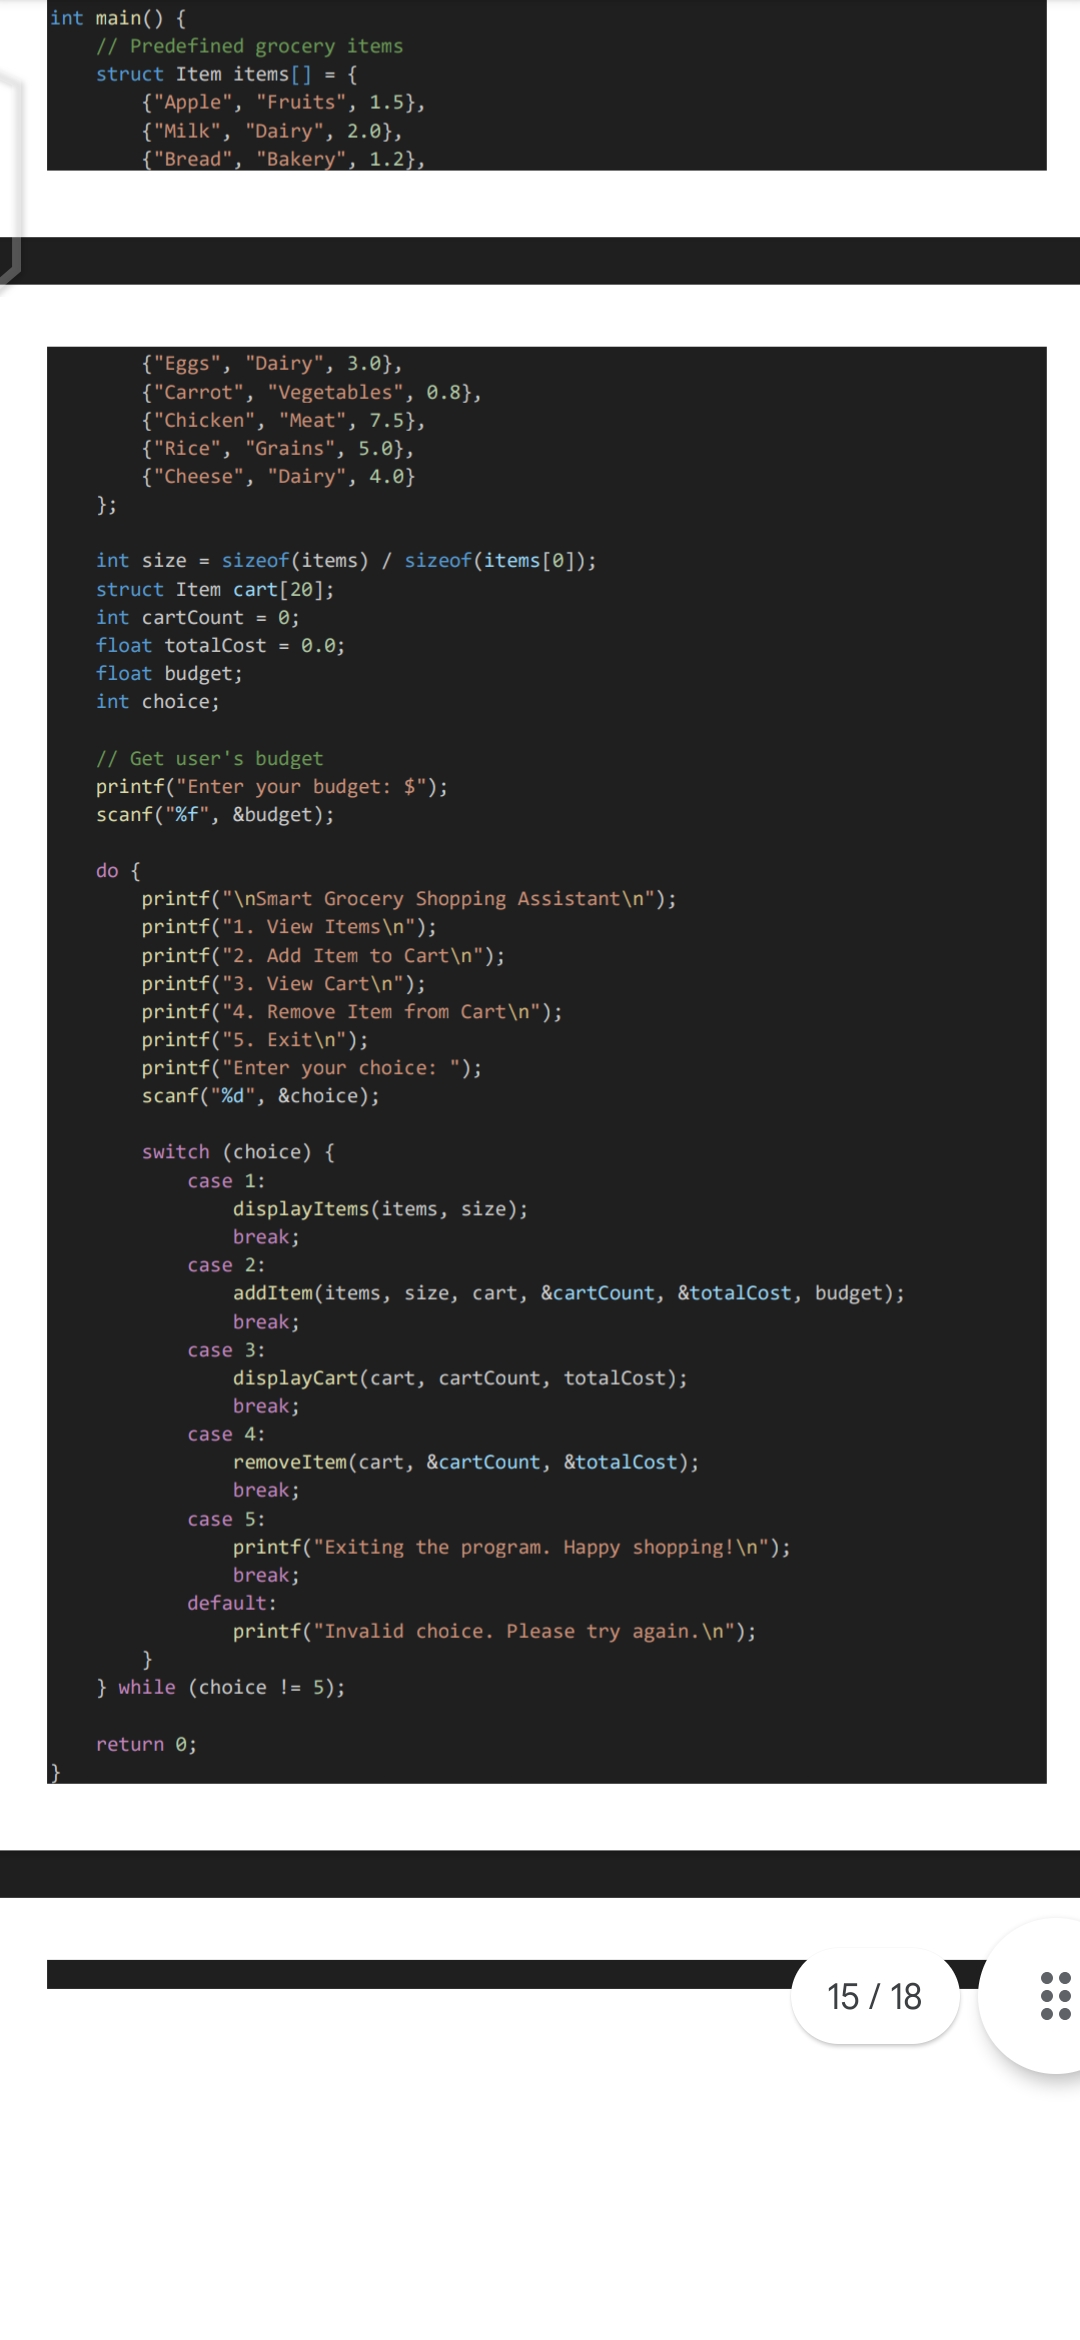 int main() {
    // Predefined grocery items
    struct Item items[] = {
        {"Apple", "Fruits", 1.5},
        {"Milk", "Dairy", 2.0},
        {"Bread", "Bakery", 1.2},
        {"Eggs", "Dairy", 3.0},
        {"Carrot", "Vegetables", 0.8},
        {"Chicken", "Meat", 7.5},
        {"Rice", "Grains", 5.0},
        {"Cheese", "Dairy", 4.0}
    };

    int size = sizeof(items) / sizeof(items[0]);
    struct Item cart[20];
    int cartCount = 0;
    float totalCost = 0.0;
    float budget;
    int choice;

    // Get user's budget
    printf("Enter your budget: $");
    scanf("%f", &budget);

    do {
        printf("\nSmart Grocery Shopping Assistant\n");
        printf("1. View Items\n");
        printf("2. Add Item to Cart\n");
        printf("3. View Cart\n");
        printf("4. Remove Item from Cart\n");
        printf("5. Exit\n");
        printf("Enter your choice: ");
        scanf("%d", &choice);

        switch (choice) {
            case 1:
                displayItems(items, size);
                break;
            case 2:
                addItem(items, size, cart, &cartCount, &totalCost, budget);
                break;
            case 3:
                displayCart(cart, cartCount, totalCost);
                break;
            case 4:
                removeItem(cart, &cartCount, &totalCost);
                break;
            case 5:
                printf("Exiting the program. Happy shopping!\n");
                break;
            default:
                printf("Invalid choice. Please try again.\n");
        }
    } while (choice != 5);

    return 0;
}
15 / 18